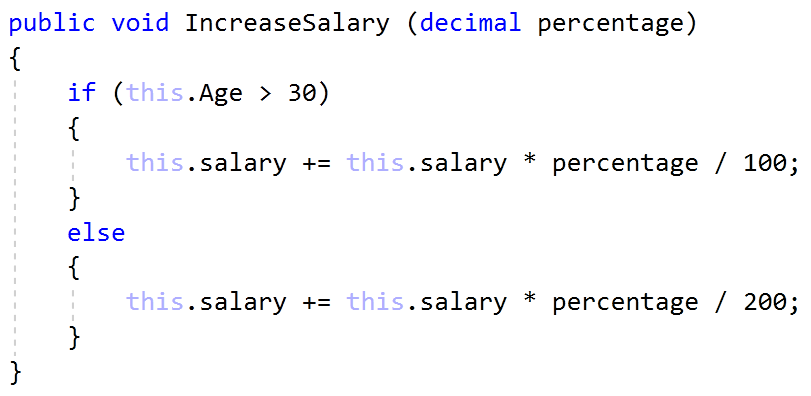 public void IncreaseSalary (decimal percentage)
{
    if (this.Age > 30)
    {
        this.salary += this.salary * percentage / 100;
    }
    else
    {
        this.salary += this.salary * percentage / 200;
    }
}